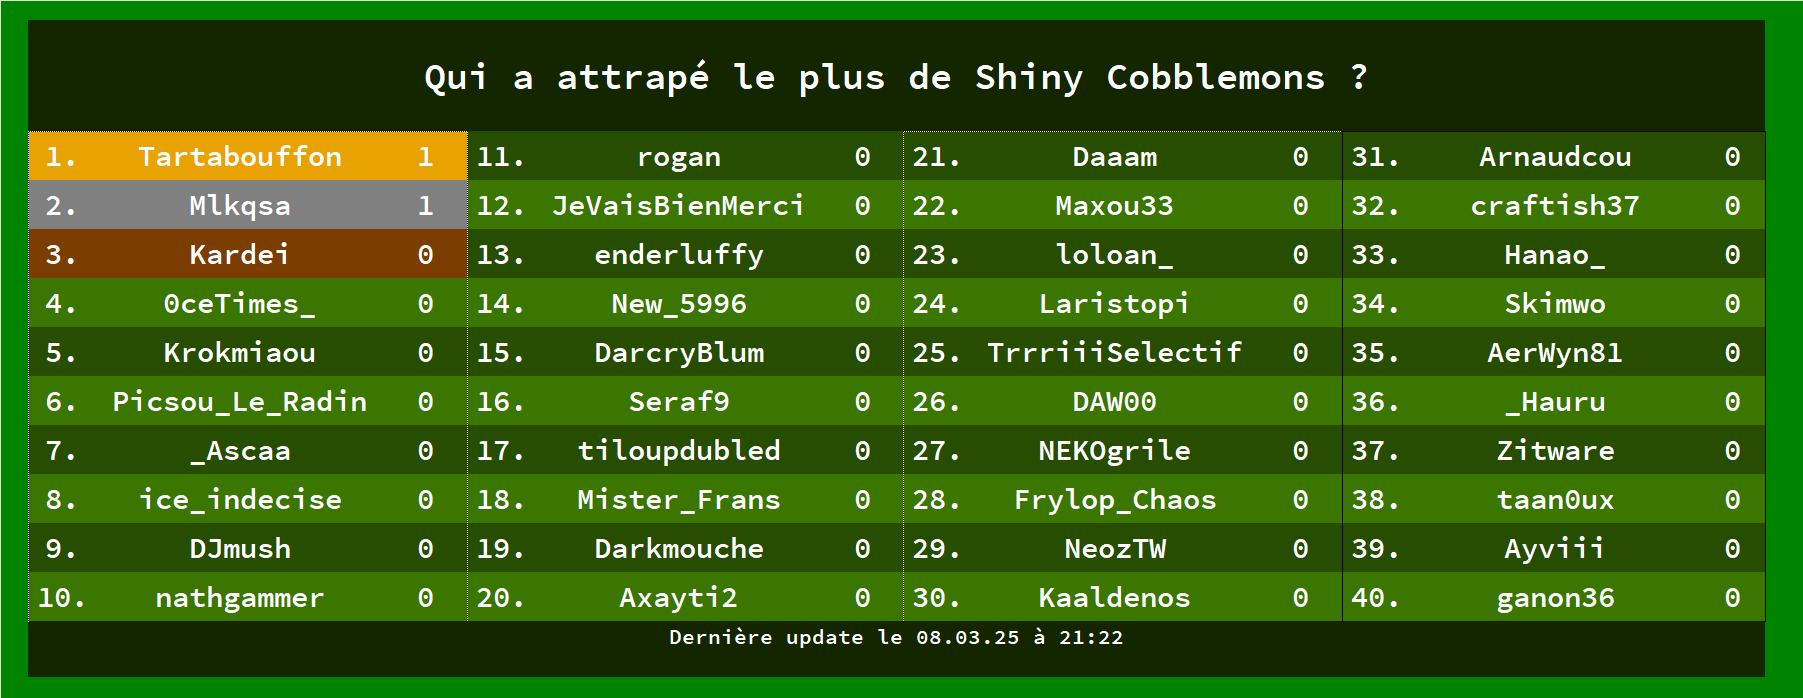 Qui a attrapé le plus de Shiny Cobblemons ?
1. Tartabouffon 1 11. rogan 0 21. Daaam 0 31. Arnaudcou 0
2. Mlkqsa 1 12. JeVaisBienMerci 0 22. Maxou33 0 32. craftish37 0
3. Kardei 0 13. enderluffy 0 23. loloan_ 0 33. Hanao_ 0
4. 0ceTimes_ 0 14. New_5996 0 24. Laristopi 0 34. Skimwo 0
5. Krokmiaou 0 15. DarcryBlum 0 25. TrrriiiSelectif 0 35. AerWyn81 0
6. Picsou_Le_Radin 0 16. Seraf9 0 26. DAW00 0 36. _Hauru 0
7. _Ascaa 0 17. tiloupdubled 0 27. NEKOgrile 0 37. Zitware 0
8. ice_indecise 0 18. Mister_Frans 0 28. Frylop_Chaos 0 38. taan0ux 0
9. DJmush 0 19. Darkmouche 0 29. NeozTW 0 39. Ayviii 0
10. nathgammer 0 20. Axayti2 0 30. Kaaldenos 0 40. ganon36 0
Dernière update le 08.03.25 à 21:22